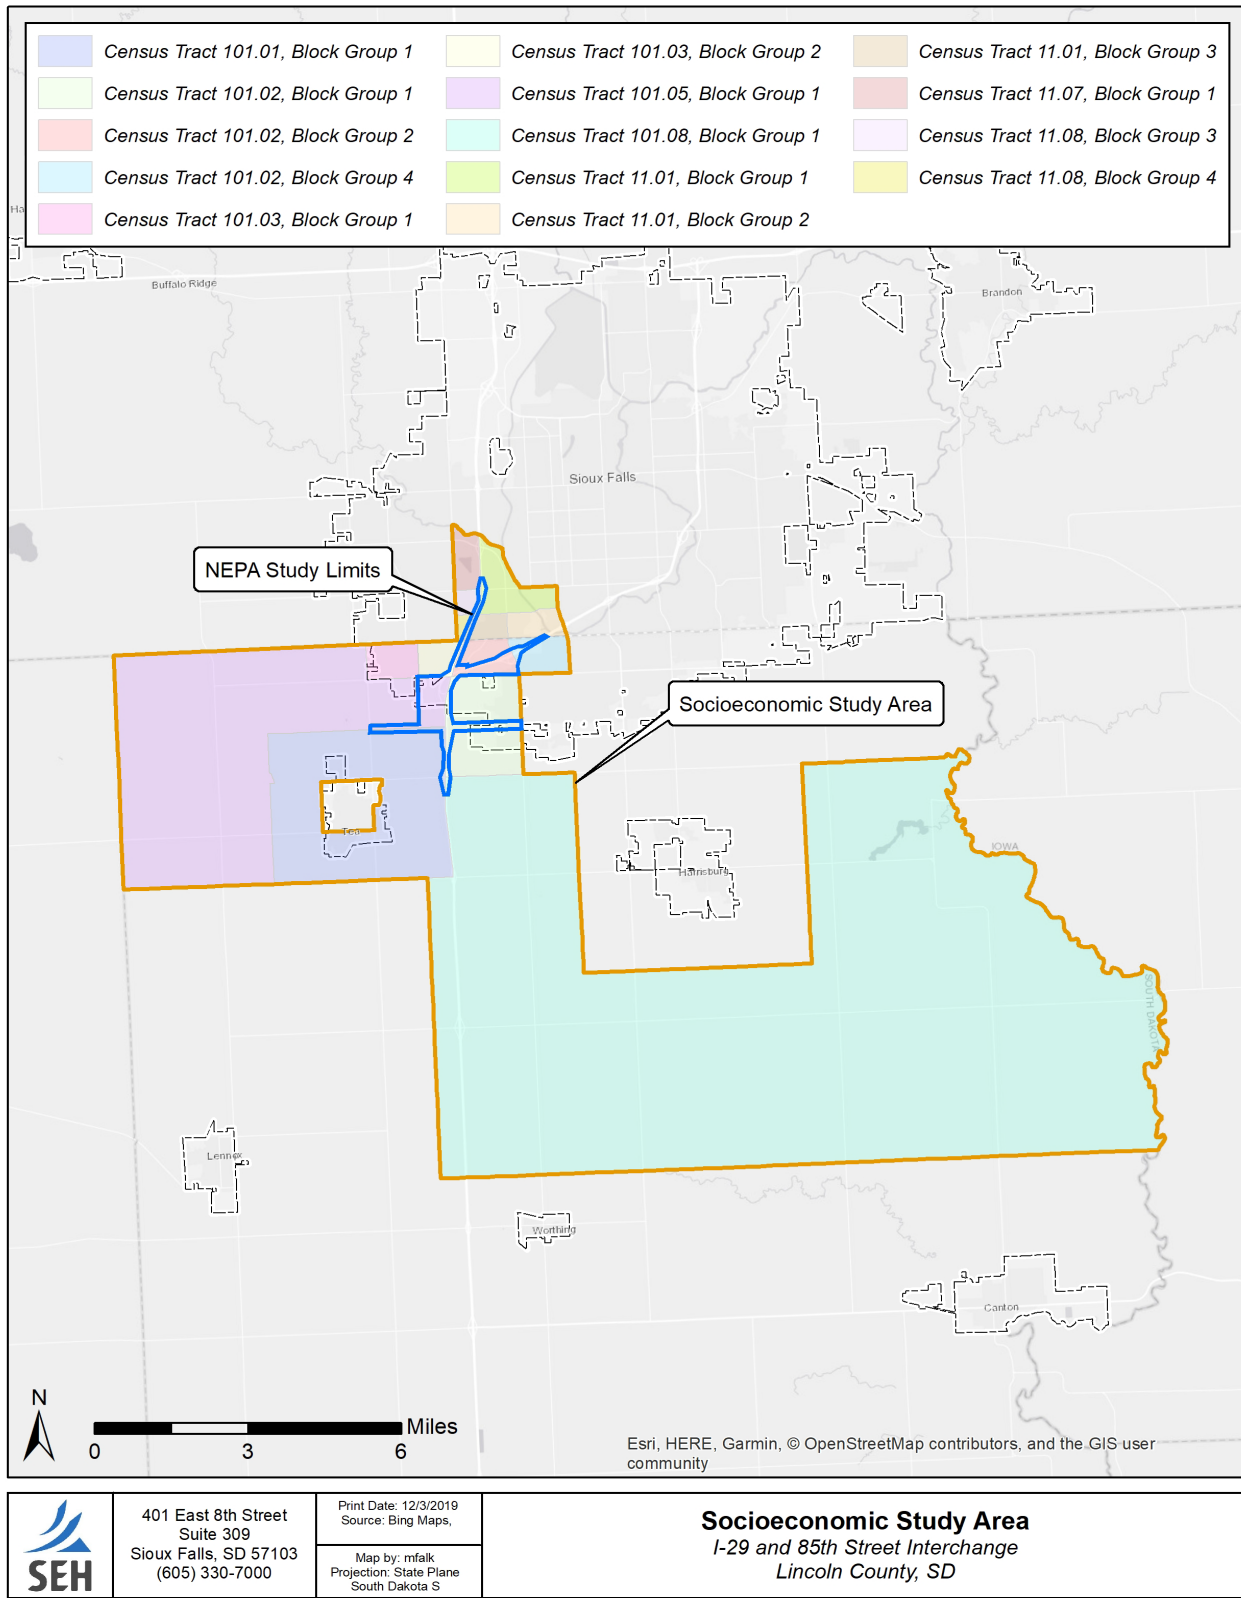 Census Tract 101.01, Block Group 1
Census Tract 101.02, Block Group 1
Census Tract 101.02, Block Group 2
Census Tract 101.02, Block Group 4
Census Tract 101.03, Block Group 1
Census Tract 101.03, Block Group 2
Census Tract 101.05, Block Group 1
Census Tract 101.08, Block Group 1
Census Tract 11.01, Block Group 1
Census Tract 11.01, Block Group 2
Census Tract 11.01, Block Group 3
Census Tract 11.07, Block Group 1
Census Tract 11.08, Block Group 3
Census Tract 11.08, Block Group 4
Ha
Buffalo Ridge
Brandon
Sioux Falls
NEPA Study Limits
Socioeconomic Study Area
Tea
Harrisburg
IOWA
SOUTH DAKOTA
Lennox
Worthing
Canton
N
Miles
0 3 6
Esri, HERE, Garmin, © OpenStreetMap contributors, and the GIS user
community
SEH
401 East 8th Street
Suite 309
Sioux Falls, SD 57103
(605) 330-7000
Print Date: 12/3/2019
Source: Bing Maps,
Map by: mfalk
Projection: State Plane
South Dakota S
Socioeconomic Study Area
I-29 and 85th Street Interchange
Lincoln County, SD